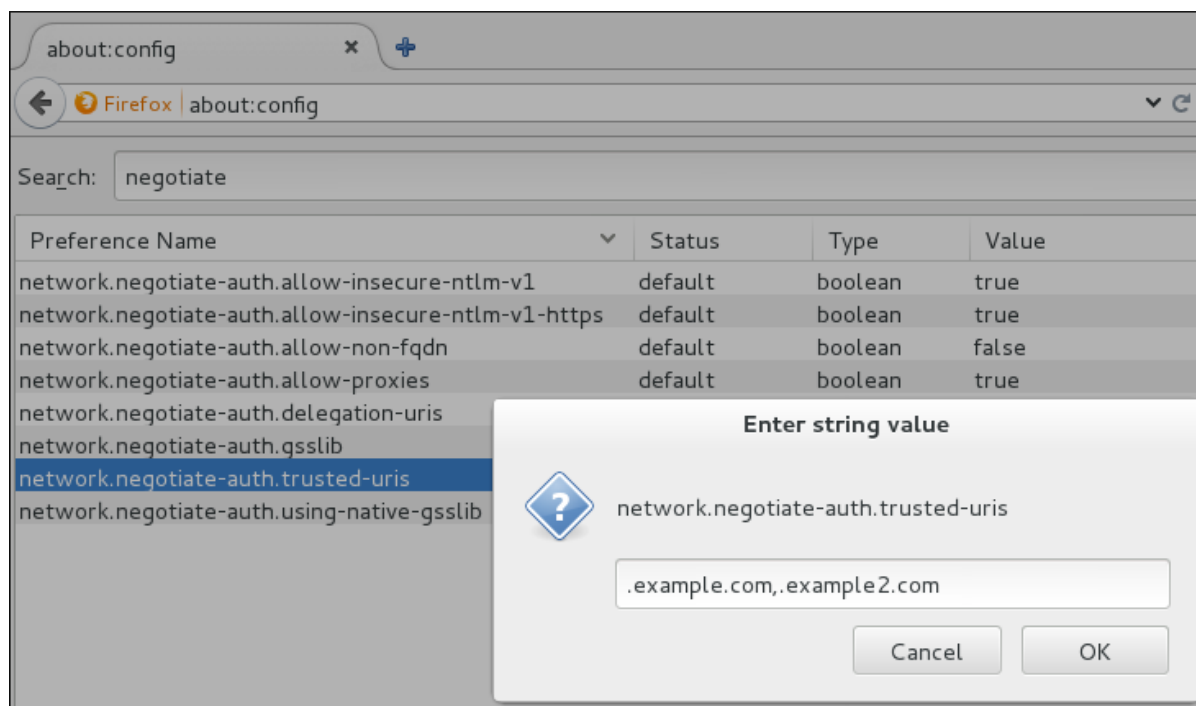 about:config
Firefox about:config
Search: negotiate
Preference Name Status Type Value
network.negotiate-auth.allow-insecure-ntlm-v1 default boolean true
network.negotiate-auth.allow-insecure-ntlm-v1-https default boolean true
network.negotiate-auth.allow-non-fqdn default boolean false
network.negotiate-auth.allow-proxies default boolean true
network.negotiate-auth.delegation-uris
network.negotiate-auth.gsslib
network.negotiate-auth.trusted-uris
network.negotiate-auth.using-native-gsslib
Enter string value
network.negotiate-auth.trusted-uris
.example.com,.example2.com
Cancel OK